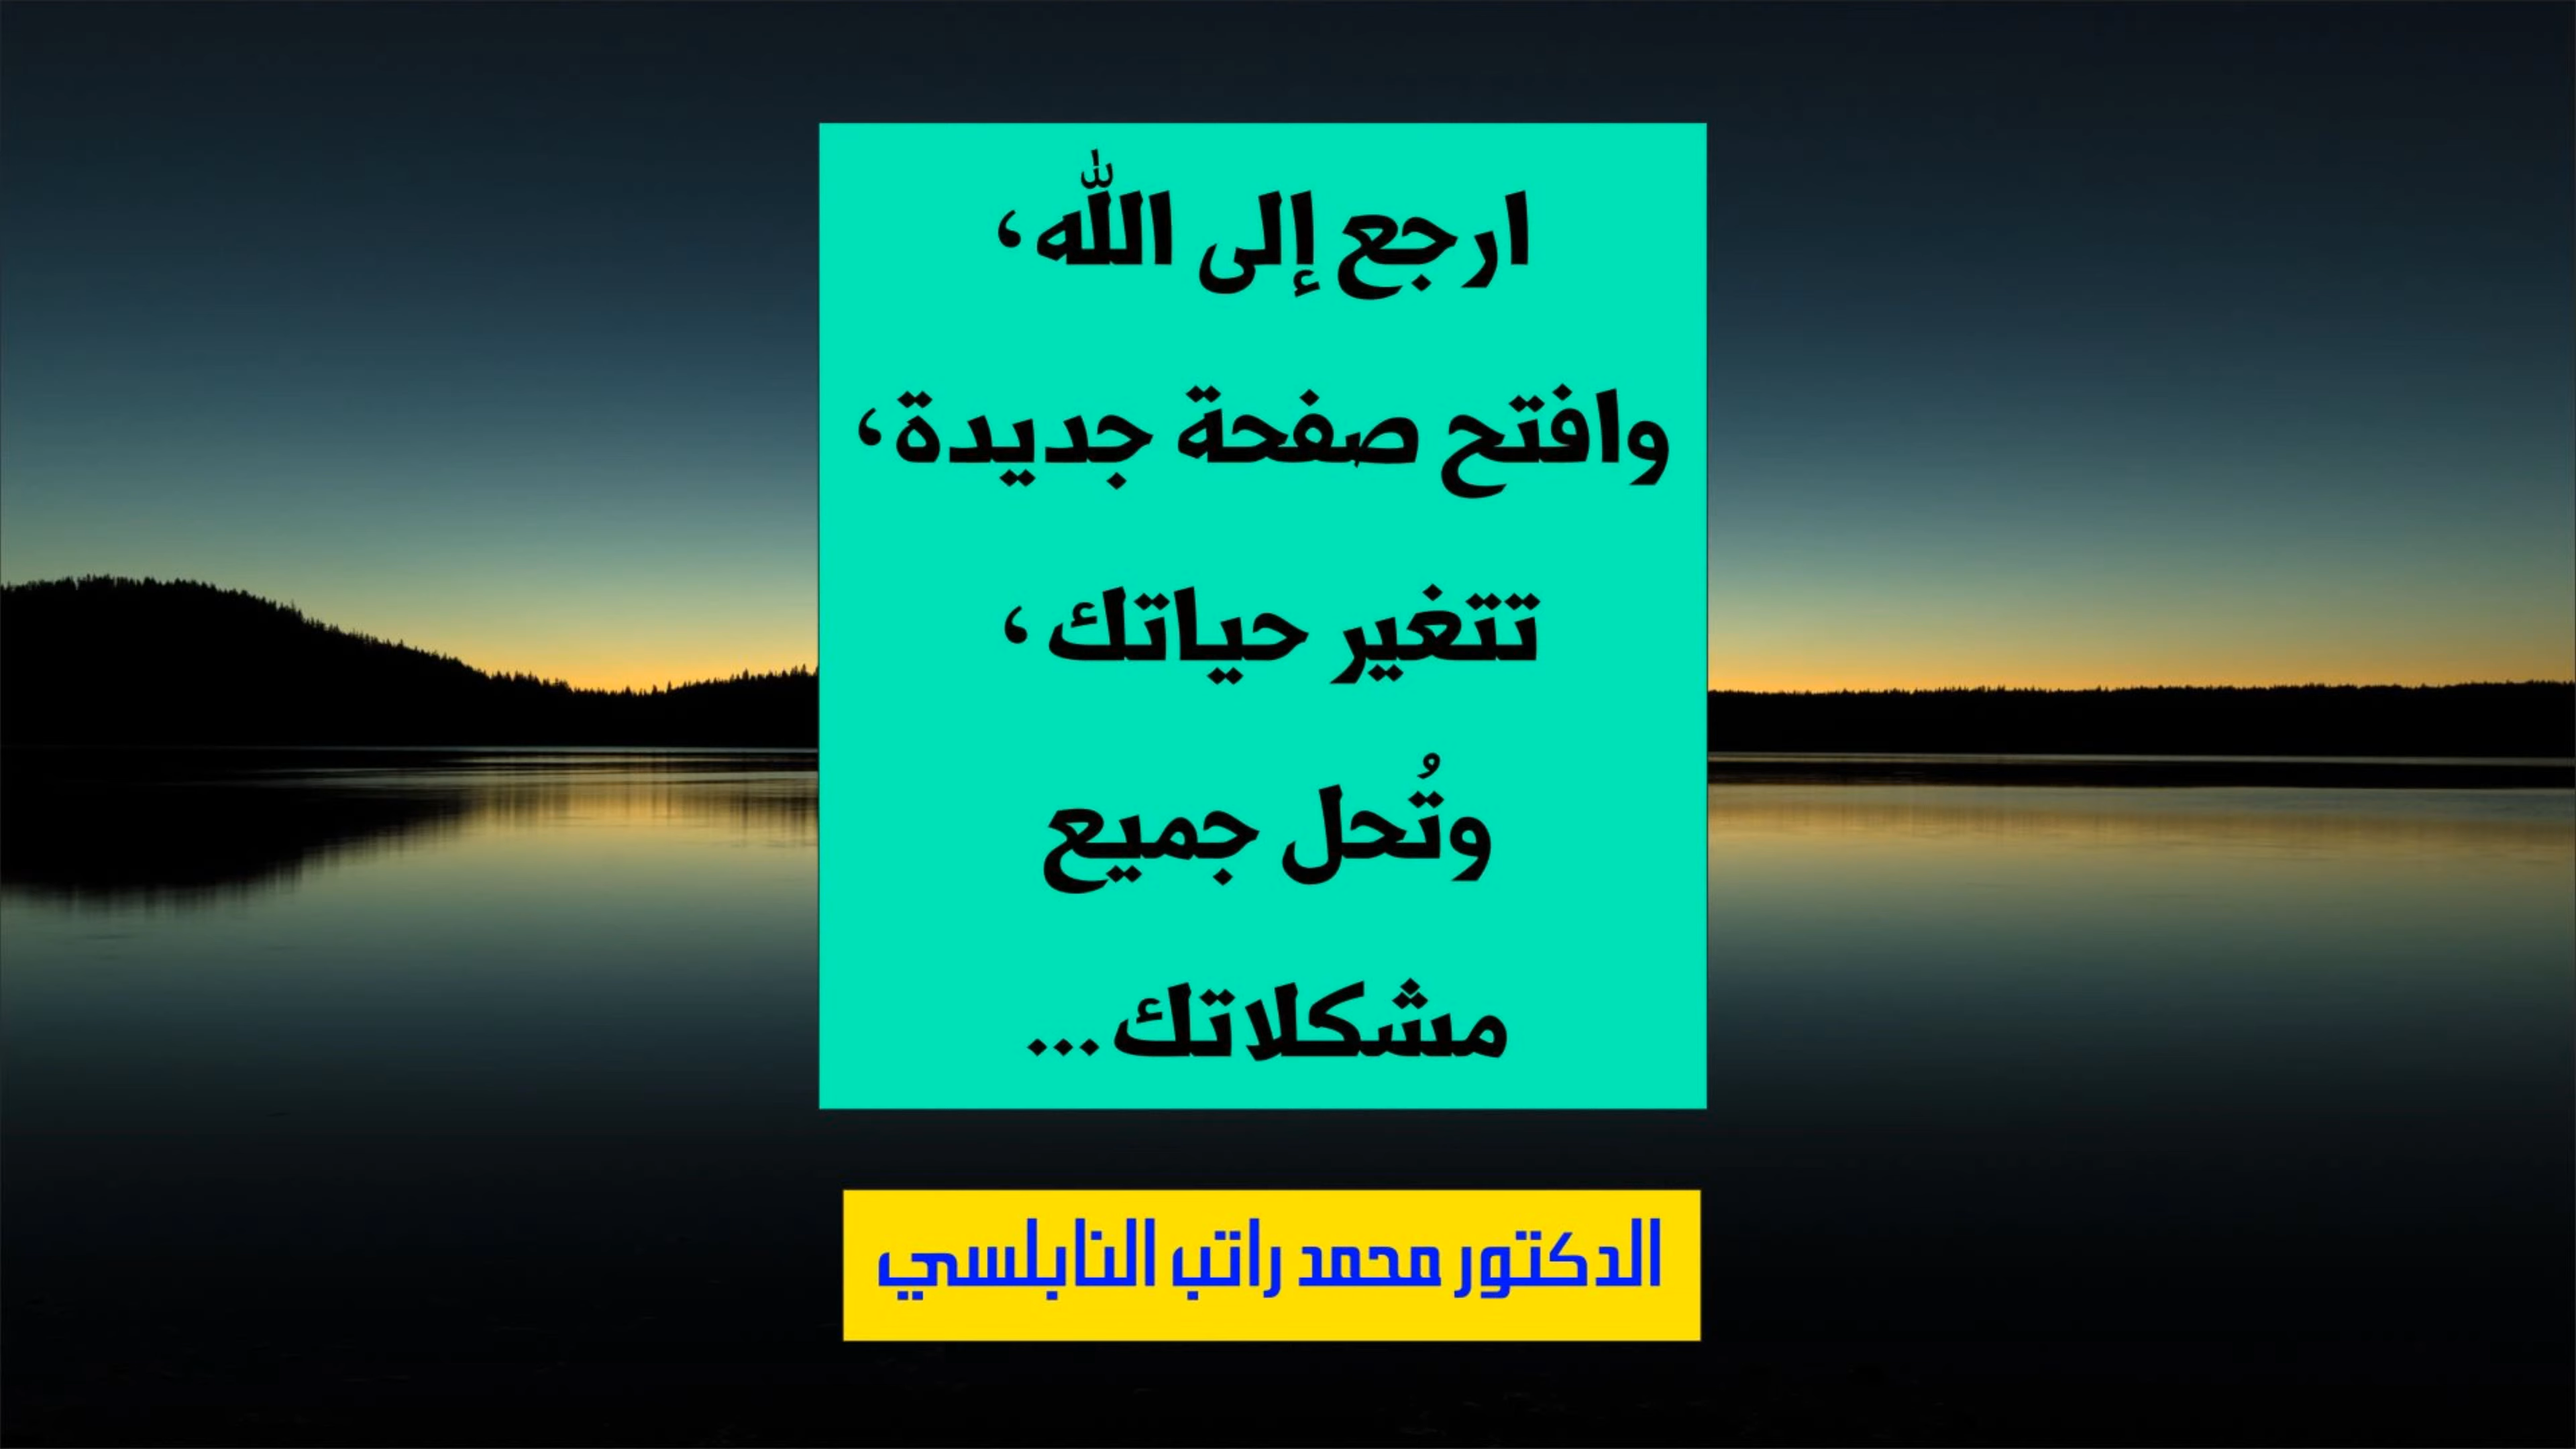 ارجع إلى الله،
وافتح صفحة جديدة،
تتغير حياتك،
وتُحل جميع
مشكلاتك...
الدكتور محمد راتب النابلسي